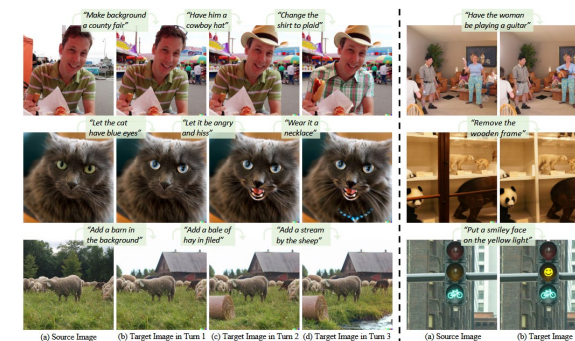 "Make background
a county fair"
"Have him a
cowboy hat"
"Change the
shirt to plaid"
"Have the woman
be playing a guitar"
"Let the cat
have blue eyes"
"Let it be angry
and hiss"
"Wear it a
necklace"
"Remove the
wooden frame"
"Add a barn in
the background"
"Add a bale of
hay in filed"
"Add a stream
by the sheep"
"Put a smiley face
on the yellow light"
(a) Source Image
(b) Target Image in Turn 1
(c) Target Image in Turn 2
(d) Target Image in Turn 3
(a) Source Image
(b) Target Image